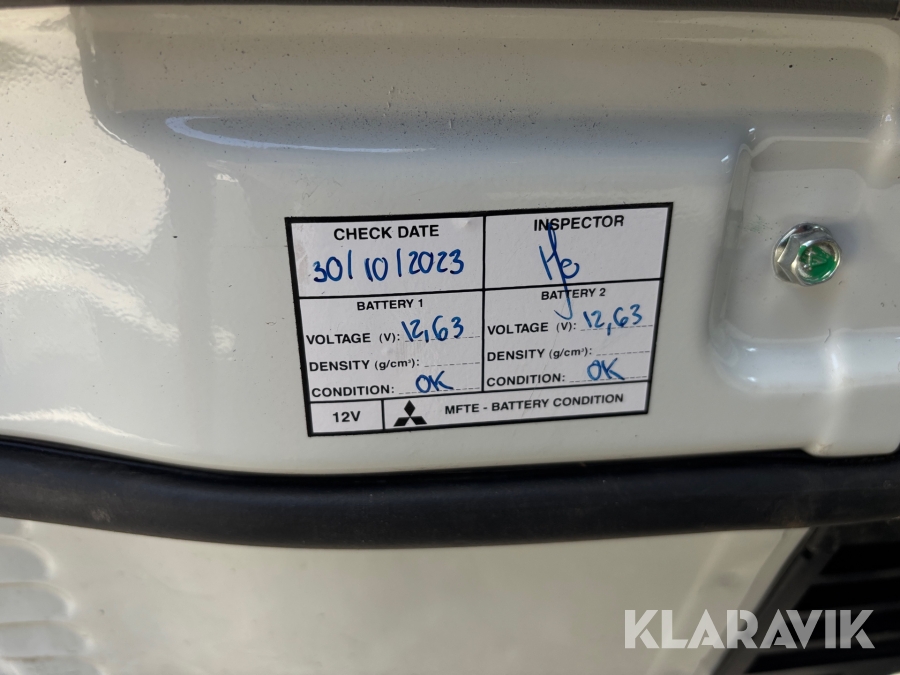 CHECK DATE
INSPECTOR
30/10/2023
BATTERY 1
BATTERY 2
VOLTAGE (V): 12,63
VOLTAGE (V): 12,63
DENSITY (g/cm³):
DENSITY (g/cm³):
CONDITION: OK
CONDITION: OK
12V
MFTE - BATTERY CONDITION
KLARAVIK